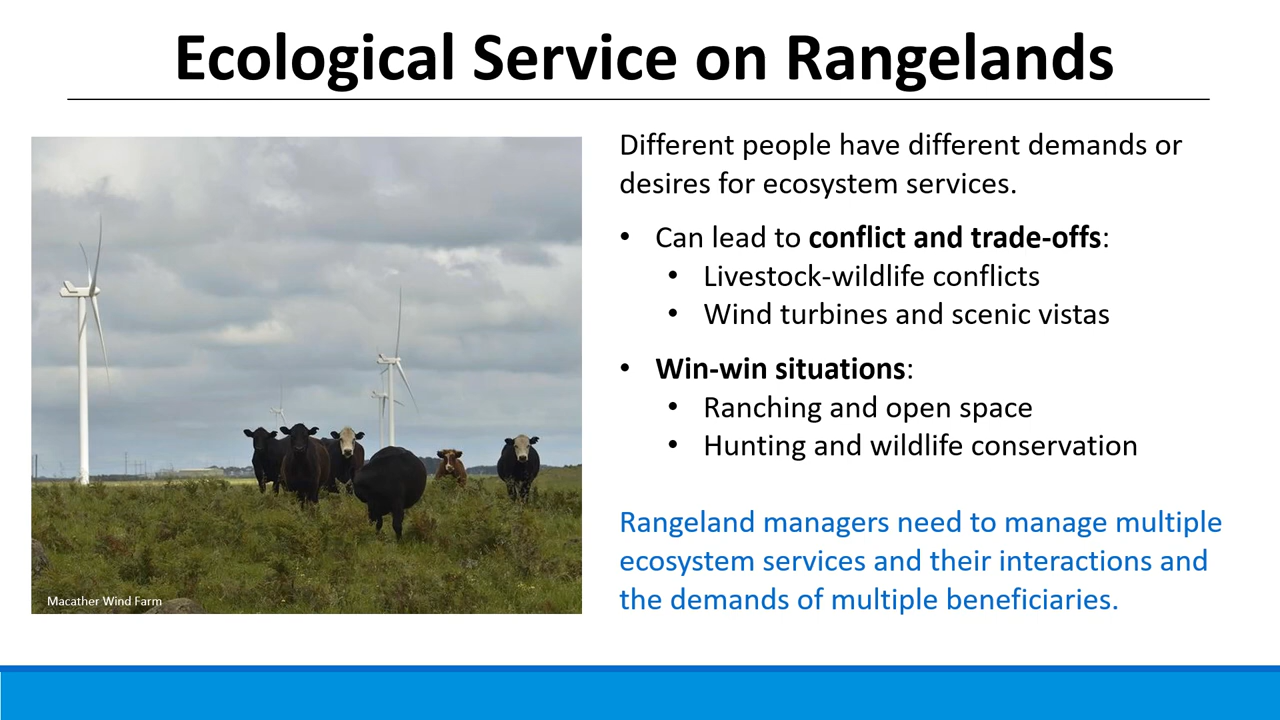 Ecological Service on Rangelands
Different people have different demands or
desires for ecosystem services.
• Can lead to conflict and trade-offs:
• Livestock-wildlife conflicts
• Wind turbines and scenic vistas
• Win-win situations:
• Ranching and open space
• Hunting and wildlife conservation
Rangeland managers need to manage multiple
ecosystem services and their interactions and
the demands of multiple beneficiaries.
Macather Wind Farm